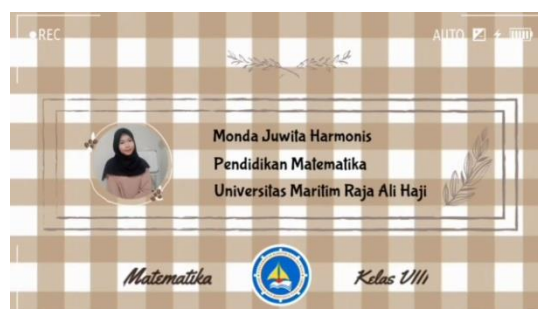 REC
AUTO
Monda Juwita Harmonis
Pendidikan Matematika
Universitas Maritim Raja Ali Haji
Matematika
Kelas VIII